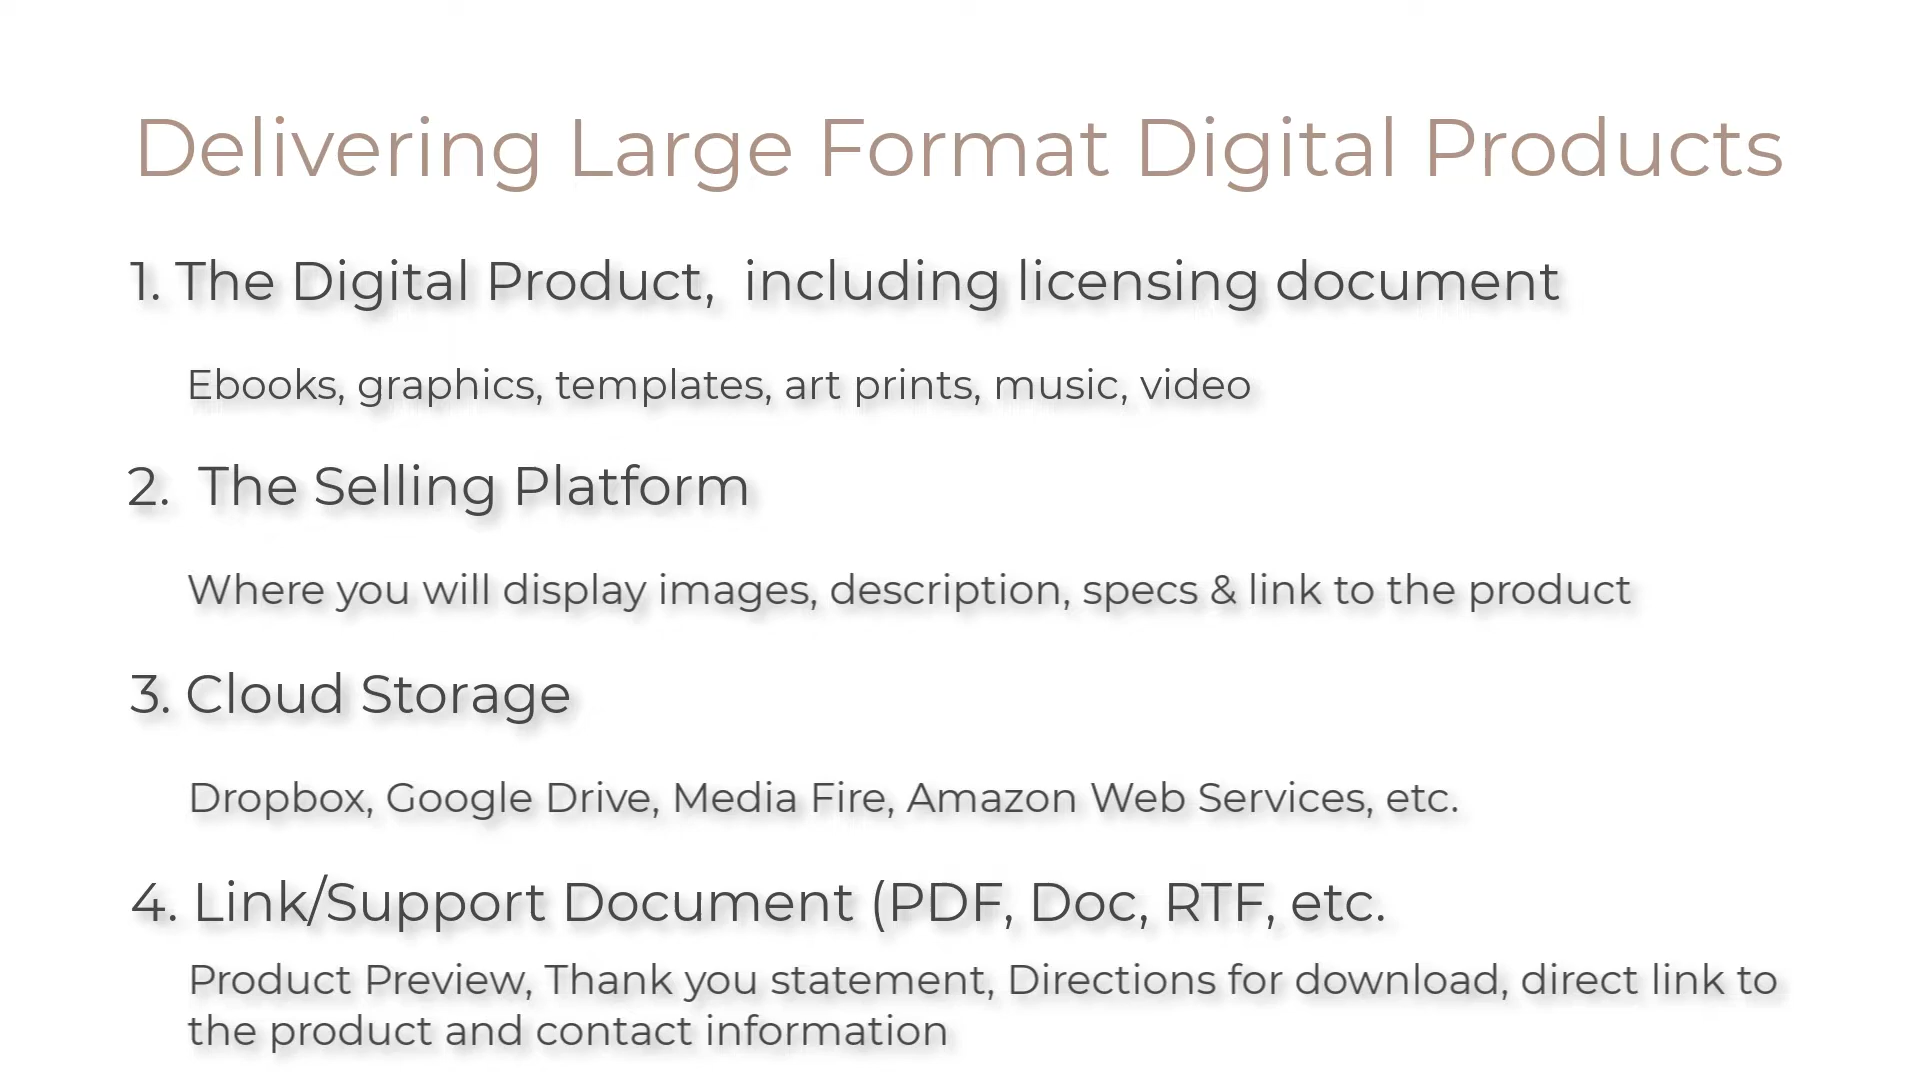 Delivering Large Format Digital Products
1. The Digital Product,  including licensing document
Ebooks, graphics, templates, art prints, music, video
2.  The Selling Platform
Where you will display images, description, specs & link to the product
3. Cloud Storage
Dropbox, Google Drive, Media Fire, Amazon Web Services, etc.
4. Link/Support Document (PDF, Doc, RTF, etc.
Product Preview, Thank you statement, Directions for download, direct link to
the product and contact information